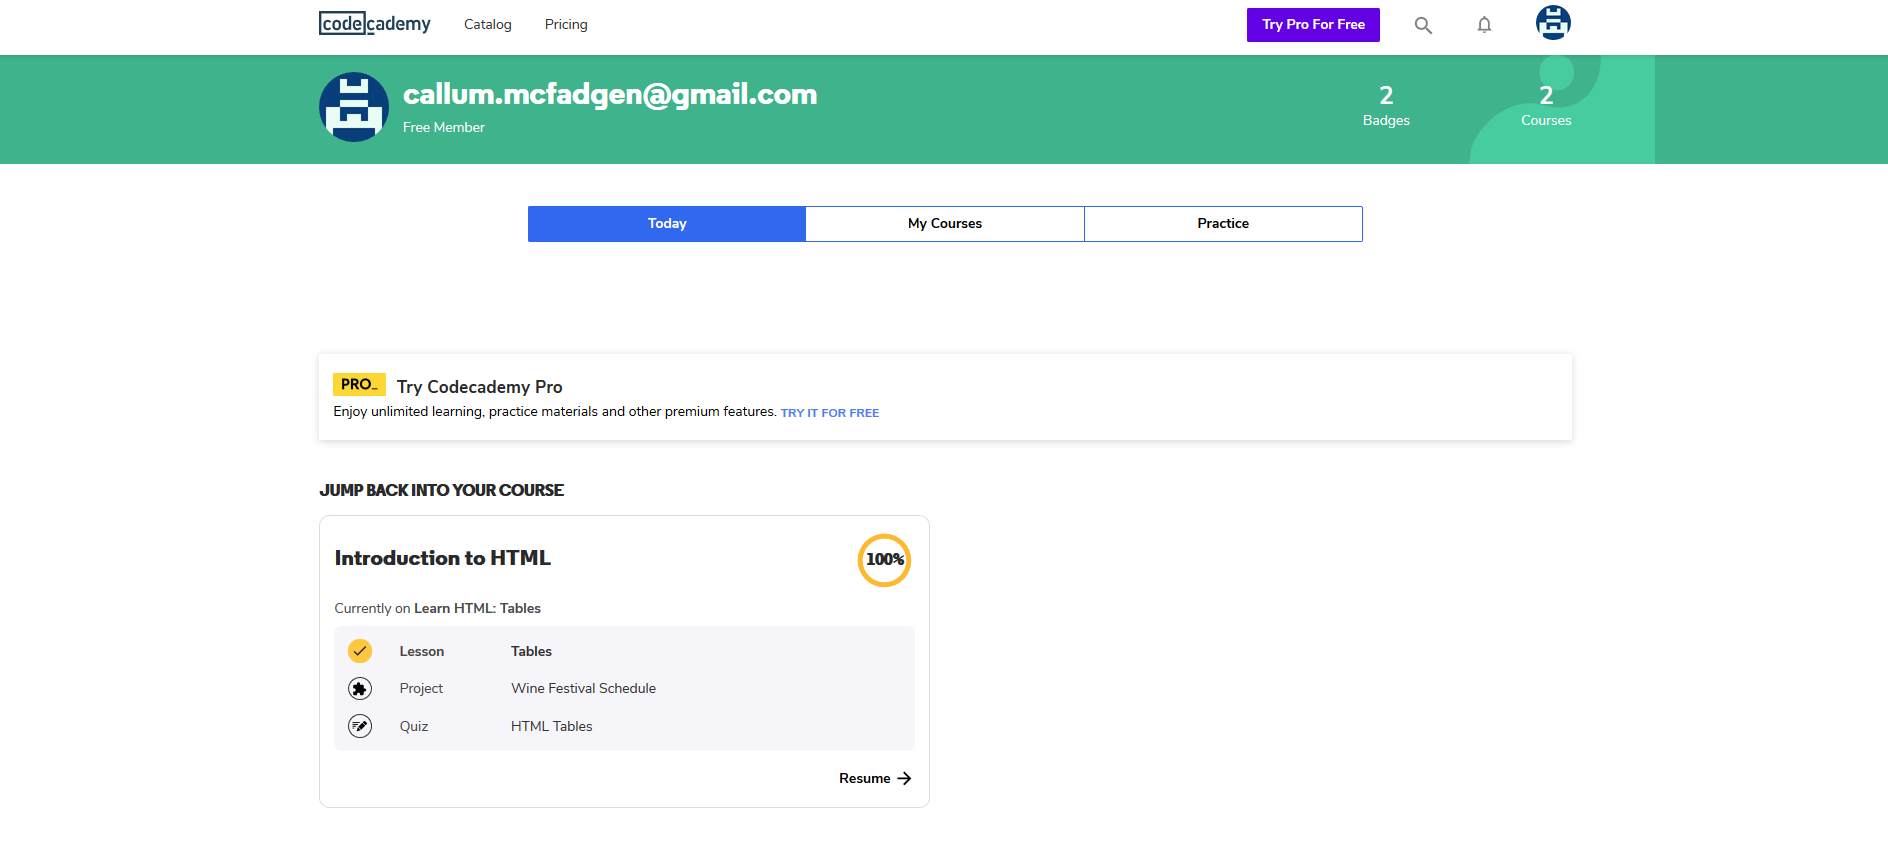 codecademy Catalog Pricing Try Pro For Free
callum.mcfadgen@gmail.com
Free Member
2
Badges
2
Courses
Today My Courses Practice
PRO_ Try Codecademy Pro
Enjoy unlimited learning, practice materials and other premium features. TRY IT FOR FREE
JUMP BACK INTO YOUR COURSE
Introduction to HTML 100%
Currently on Learn HTML: Tables
Lesson Tables
Project Wine Festival Schedule
Quiz HTML Tables
Resume